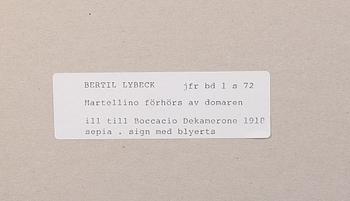 BERTIL LYBECK jfr bd 1 s 72
Martellino förhörs av domaren
ill till Boccacio Dekamerone 1918
sepia . sign med blyerts